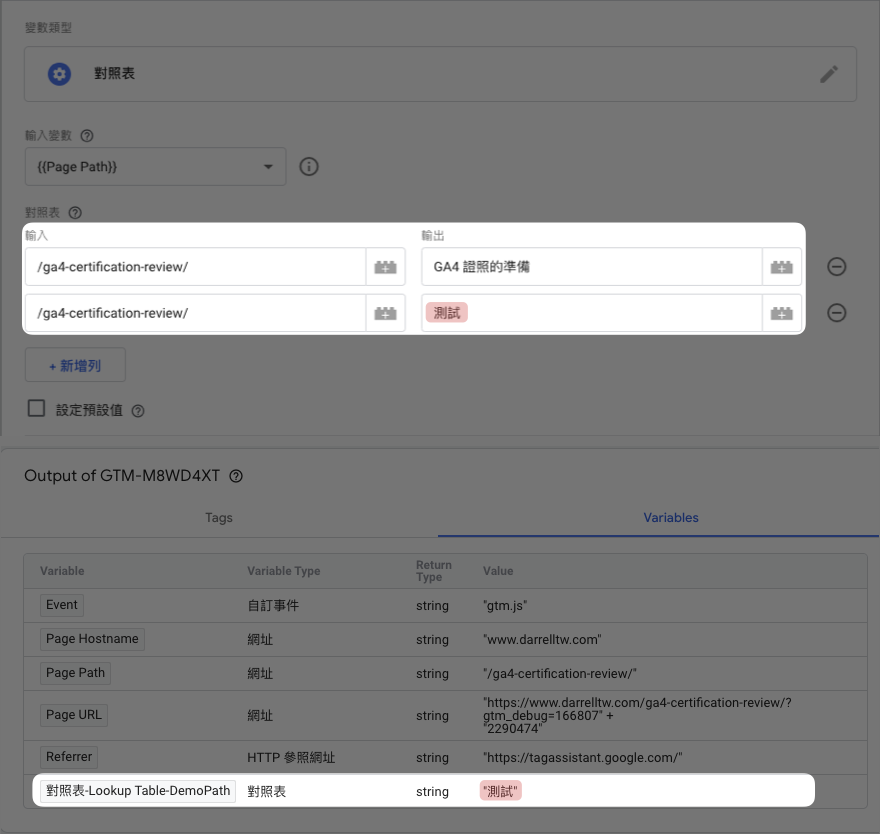 變數類型
對照表
輸入變數
{{Page Path}}
對照表
輸入 輸出
/ga4-certification-review/ GA4 證照的準備
/ga4-certification-review/ 測試
+ 新增列
設定預設值
Output of GTM-M8WD4XT
Tags Variables
Variable Variable Type Return Type Value
Event 自訂事件 string "gtm.js"
Page Hostname 網址 string "www.darrelltw.com"
Page Path 網址 string "/ga4-certification-review/"
Page URL 網址 string "https://www.darrelltw.com/ga4-certification-review/?
gtm_debug=166807" +
"2290474"
Referrer HTTP 參照網址 string "https://tagassistant.google.com/"
對照表-Lookup Table-DemoPath 對照表 string "測試"